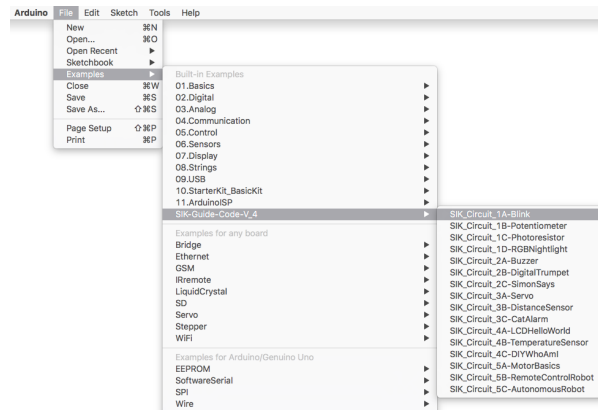 Arduino File Edit Sketch Tools Help
New ⌘N
Open... ⌘O
Open Recent
Sketchbook
Examples
Close ⌘W
Save ⌘S
Save As... ⇧⌘S
Page Setup ⇧⌘P
Print ⌘P
Built-in Examples
01.Basics
02.Digital
03.Analog
04.Communication
05.Control
06.Sensors
07.Display
08.Strings
09.USB
10.StarterKit_BasicKit
11.ArduinoISP
SIK-Guide-Code-V_4
Examples for any board
Bridge
Ethernet
GSM
IRremote
LiquidCrystal
SD
Servo
Stepper
WiFi
Examples for Arduino/Genuino Uno
EEPROM
SoftwareSerial
SPI
Wire
SIK_Circuit_1A-Blink
SIK_Circuit_1B-Potentiometer
SIK_Circuit_1C-Photoresistor
SIK_Circuit_1D-RGBNightlight
SIK_Circuit_2A-Buzzer
SIK_Circuit_2B-DigitalTrumpet
SIK_Circuit_2C-SimonSays
SIK_Circuit_3A-Servo
SIK_Circuit_3B-DistanceSensor
SIK_Circuit_3C-CatAlarm
SIK_Circuit_4A-LCDHelloWorld
SIK_Circuit_4B-TemperatureSensor
SIK_Circuit_4C-DIYWhoAmI
SIK_Circuit_5A-MotorBasics
SIK_Circuit_5B-RemoteControlRobot
SIK_Circuit_5C-AutonomousRobot